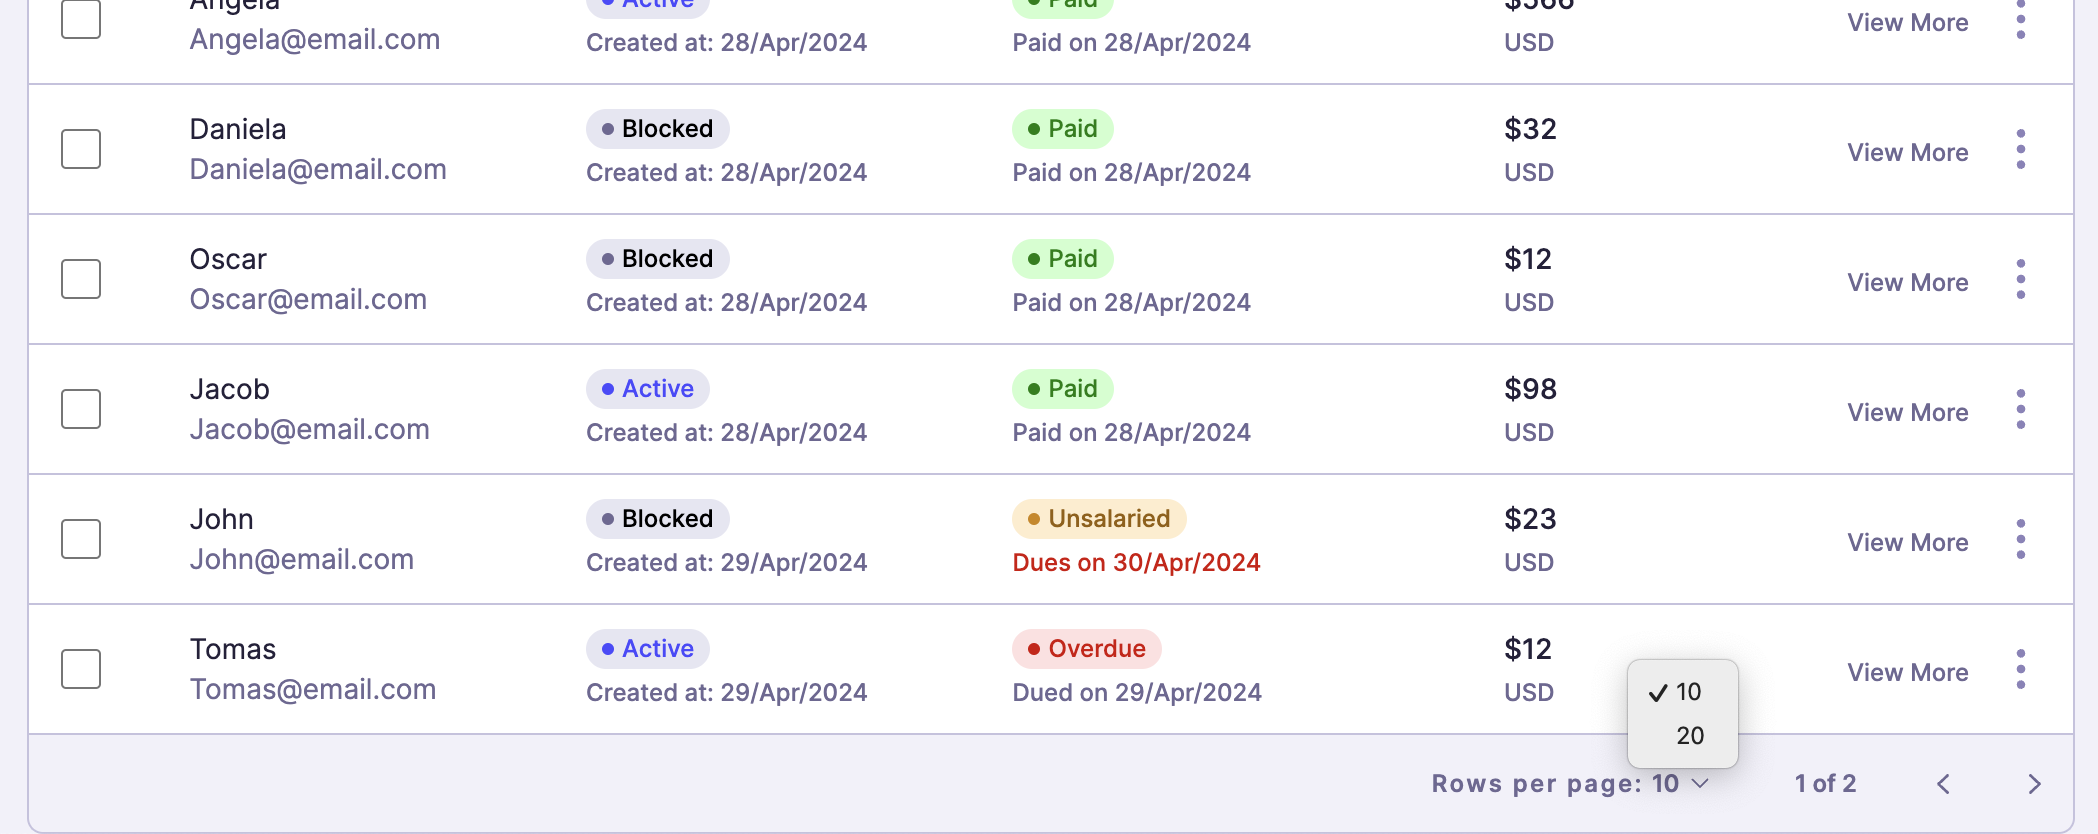 Angela
Active
Paid
$566
Angela@email.com
Created at: 28/Apr/2024
Paid on 28/Apr/2024
USD
View More
Daniela
Blocked
Paid
$32
Daniela@email.com
Created at: 28/Apr/2024
Paid on 28/Apr/2024
USD
View More
Oscar
Blocked
Paid
$12
Oscar@email.com
Created at: 28/Apr/2024
Paid on 28/Apr/2024
USD
View More
Jacob
Active
Paid
$98
Jacob@email.com
Created at: 28/Apr/2024
Paid on 28/Apr/2024
USD
View More
John
Blocked
Unsalaried
$23
John@email.com
Created at: 29/Apr/2024
Dues on 30/Apr/2024
USD
View More
Tomas
Active
Overdue
$12
Tomas@email.com
Created at: 29/Apr/2024
Dued on 29/Apr/2024
USD
View More
10
20
Rows per page: 10
1 of 2